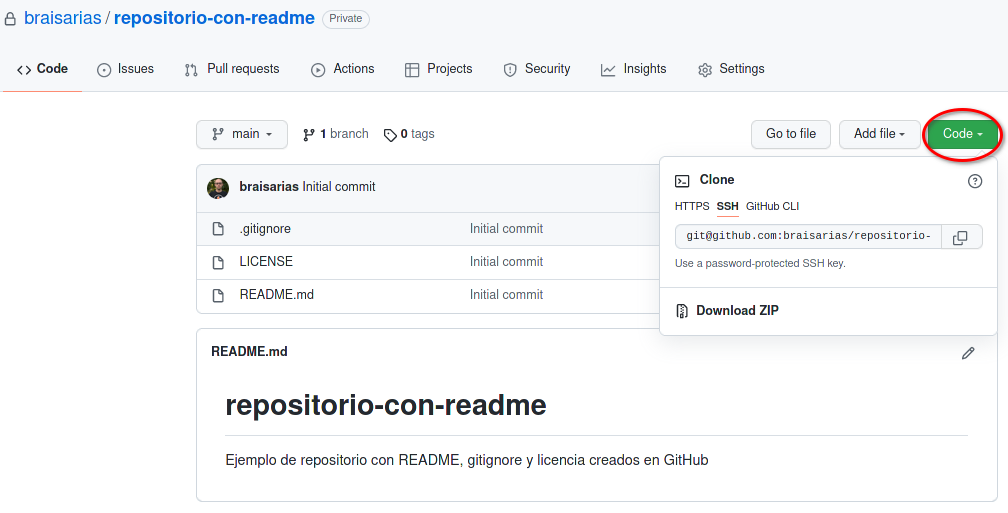 braisarias / repositorio-con-readme Private
Code Issues Pull requests Actions Projects Security Insights Settings
main 1 branch 0 tags Go to file Add file Code
braisarias Initial commit
.gitignore Initial commit
LICENSE Initial commit
README.md Initial commit
Clone
HTTPS SSH GitHub CLI
git@github.com:braisarias/repositorio-
Use a password-protected SSH key.
Download ZIP
README.md
repositorio-con-readme
Ejemplo de repositorio con README, gitignore y licencia creados en GitHub